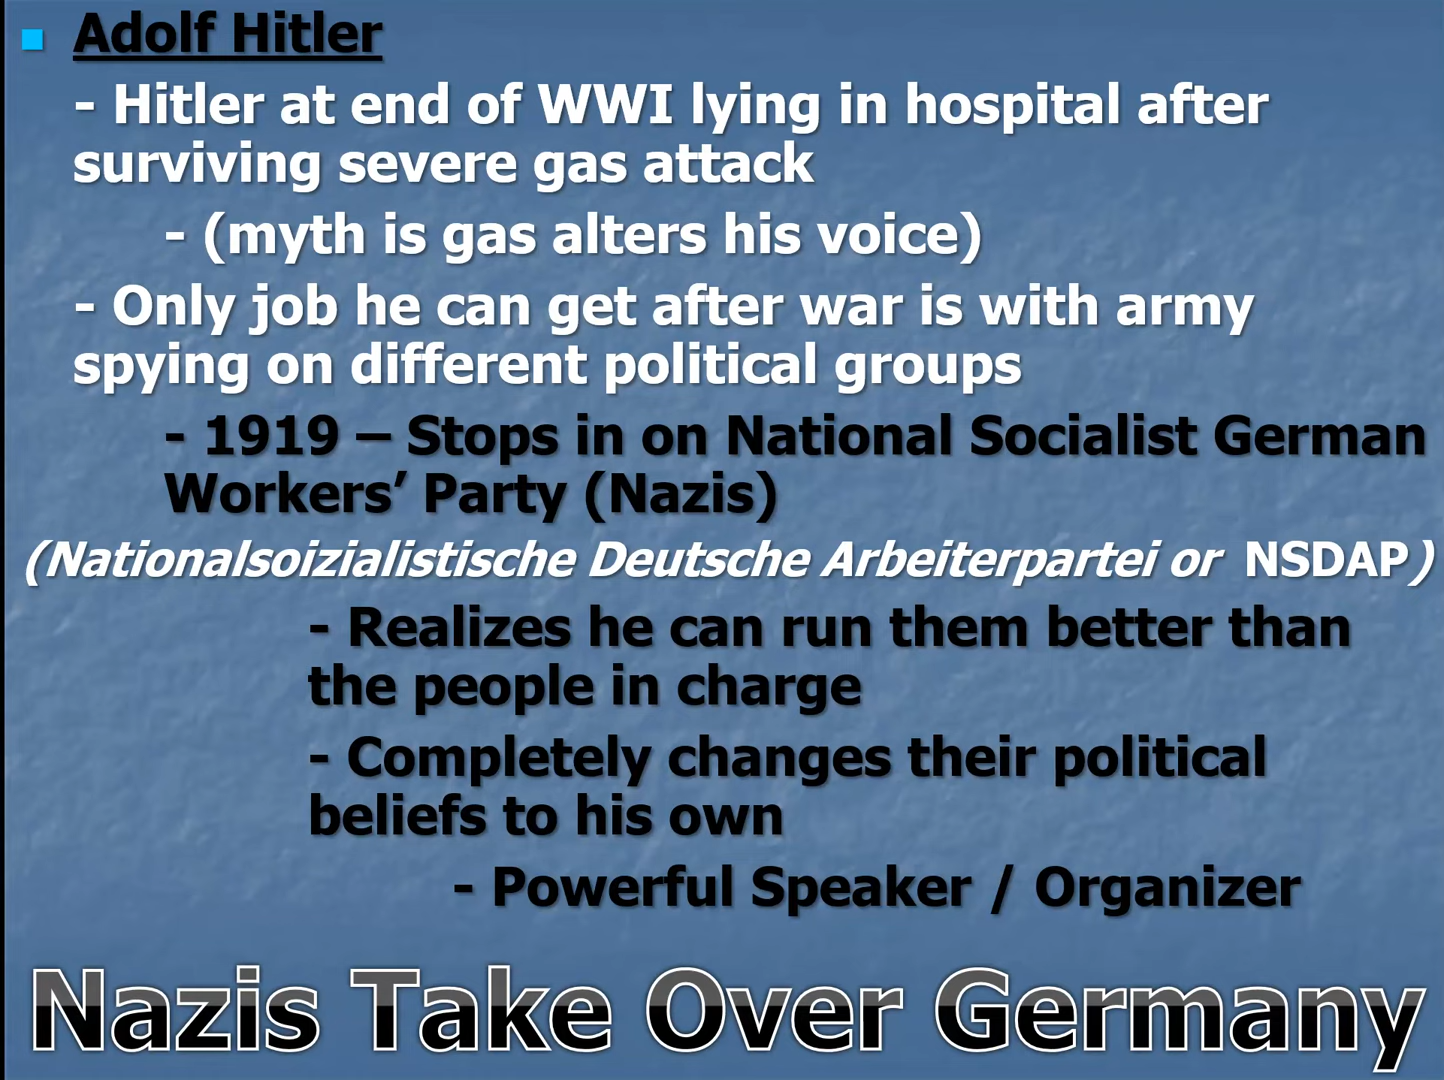 Adolf Hitler
- Hitler at end of WWI lying in hospital after
surviving severe gas attack
- (myth is gas alters his voice)
- Only job he can get after war is with army
spying on different political groups
- 1919 – Stops in on National Socialist German
Workers’ Party (Nazis)
(Nationalsoizialistische Deutsche Arbeiterpartei or NSDAP)
- Realizes he can run them better than
the people in charge
- Completely changes their political
beliefs to his own
- Powerful Speaker / Organizer
Nazis Take Over Germany